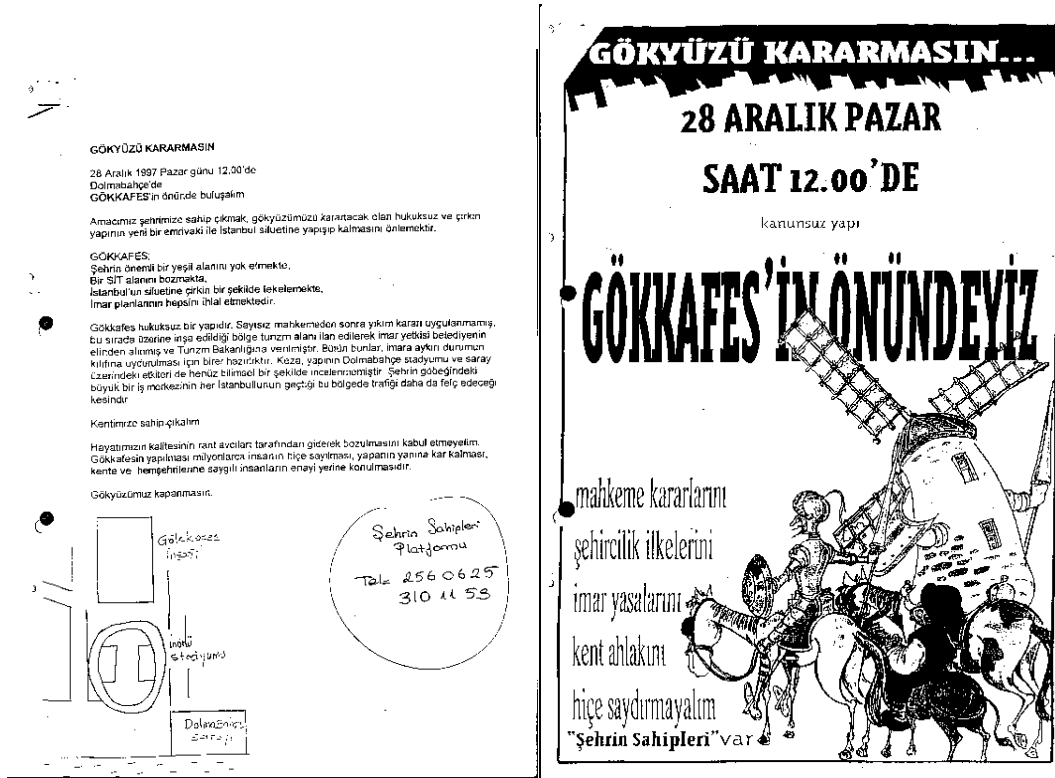 GÖKYÜZÜ KARARMASIN
28 Aralık 1997 Pazar günü 12.00'de
Dolmabahçe'de
GÖKKAFES'in önünde buluşalım
Amacımız şehrimize sahip çıkmak, gökyüzümüzü karartacak olan hukuksuz ve çirkin
yapının yeni bir emrivaki ile İstanbul siluetine yapışıp kalmasını önlemektir.
GÖKKAFES;
Şehrin önemli bir yeşil alanını yok etmekte,
Bir SİT alanını bozmakta,
İstanbul'un siluetine çirkin bir şekilde lekelemekte,
İmar planlarının hepsini ihlal etmektedir.
Gökkafes hukuksuz bir yapıdır. Sayısız mahkemeden sonra yıkım kararı uygulanmamış,
bu sırada üzerine inşa edildiği bölge turizm alanı ilan edilerek imar yetkisi belediyenin
elinden alınmış ve Turizm Bakanlığına verilmiştir. Bütün bunlar, imara aykırı durumun
kılıfına uydurulması için birer hazırlıktır. Keza, yapının Dolmabahçe stadyumu ve saray
üzerindeki etkileri de henüz bilimsel bir şekilde incelenmemiştir. Şehrin göbeğindeki
büyük bir iş merkezinin her İstanbullunun geçtiği bu bölgede trafiği daha da felç edeceği
kesindir
Kentimize sahip çıkalım
Hayatımızın kalitesinin rant avcıları tarafından giderek bozulmasını kabul etmeyelim.
Gökkafesin yapılması milyonlarca insanın hiçe sayılması, yapanın yanına kar kalması,
kente ve hemşehrilerine saygılı insanların enayi yerine konulmasıdır.
Gökyüzümüz kapanmasın.
Gökkafes
İnşaatı
İnönü
Stadyumu
Dolmabahçe
Sarayı
Şehrin Sahipleri
Platformu
Tel= 256 06 25
310 11 53
GÖKYÜZÜ KARARMASIN...
28 ARALIK PAZAR
SAAT 12.00'DE
kanunsuz yapı
GÖKKAFES'İN ÖNÜNDEYİZ
mahkeme kararlarını
şehircilik ilkelerini
imar yasalarını
kent ahlakını
hiçe saydırmayalım
"Şehrin Sahipleri" var